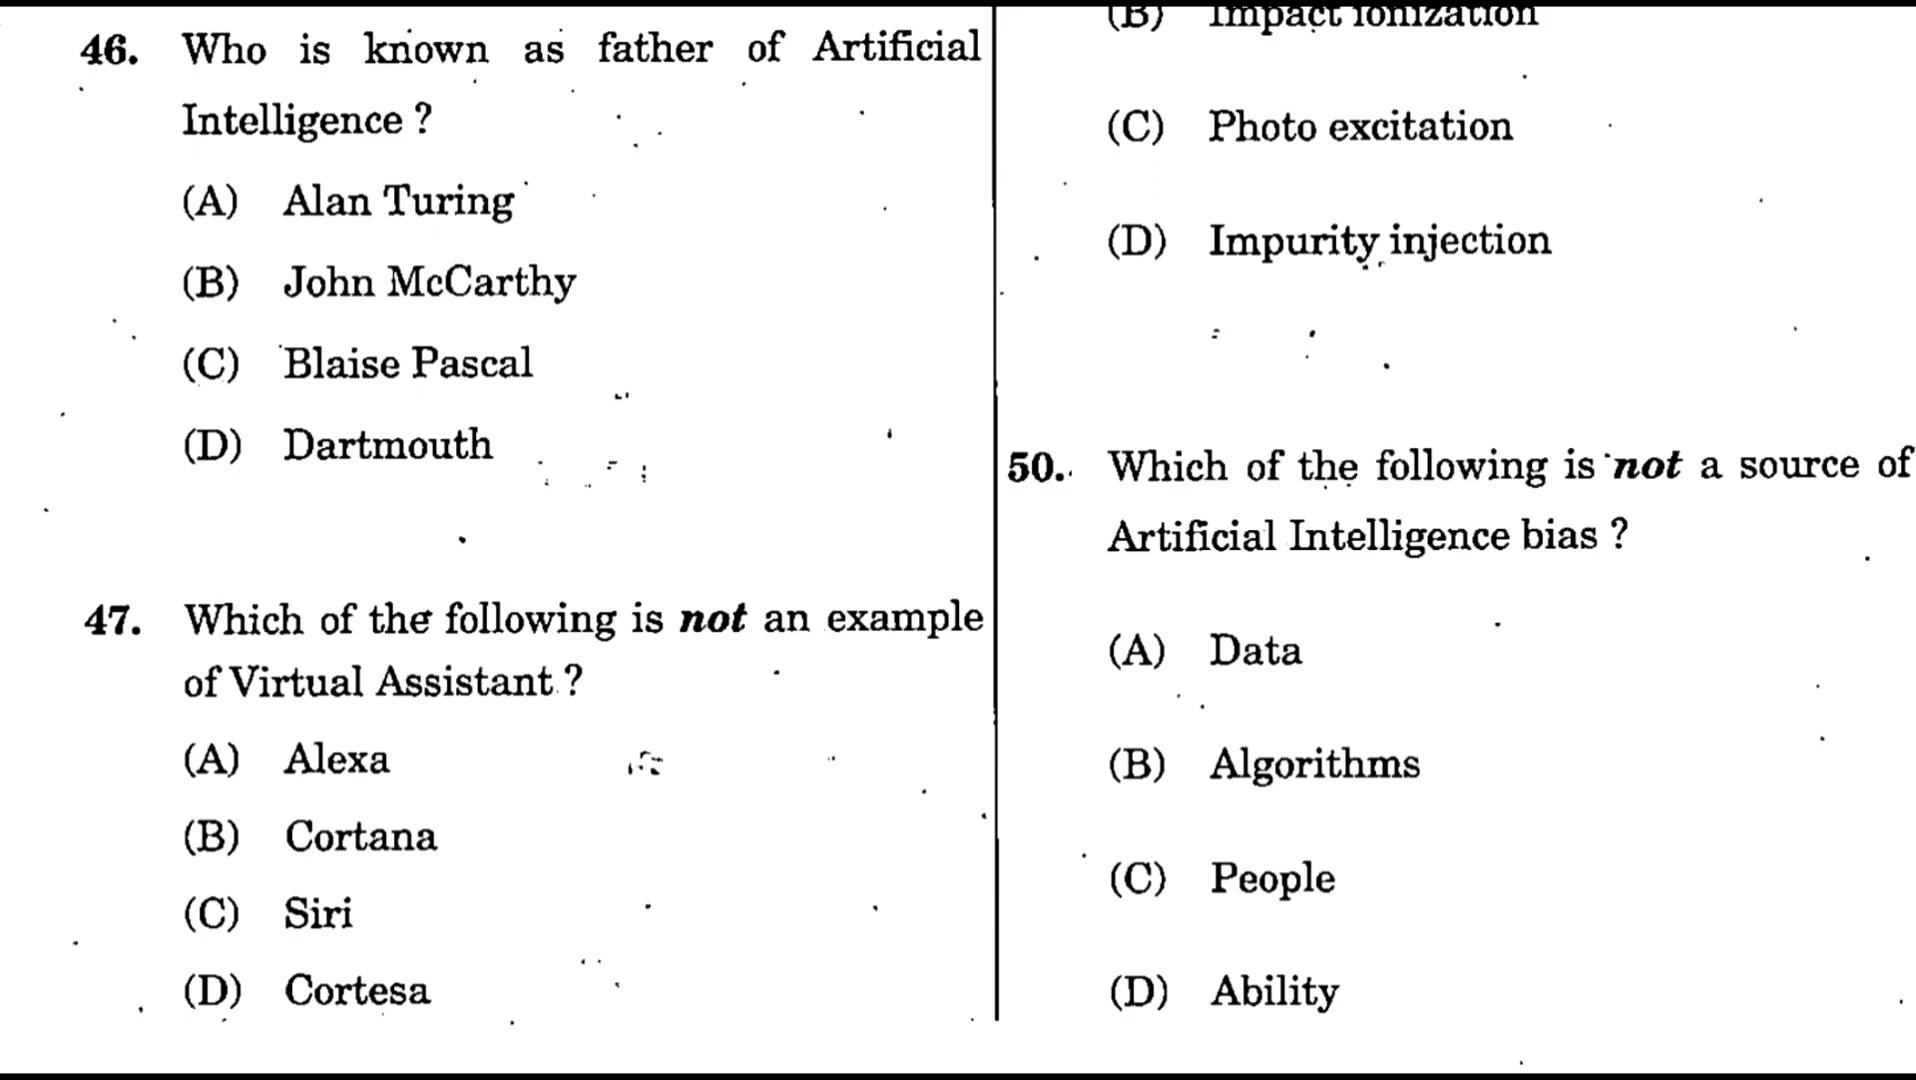 46. Who is known as father of Artificial
Intelligence ?
(A) Alan Turing
(B) John McCarthy
(C) Blaise Pascal
(D) Dartmouth
47. Which of the following is not an example
of Virtual Assistant ?
(A) Alexa
(B) Cortana
(C) Siri
(D) Cortesa
(B) Impact ionization
(C) Photo excitation
(D) Impurity injection
50. Which of the following is not a source of
Artificial Intelligence bias ?
(A) Data
(B) Algorithms
(C) People
(D) Ability